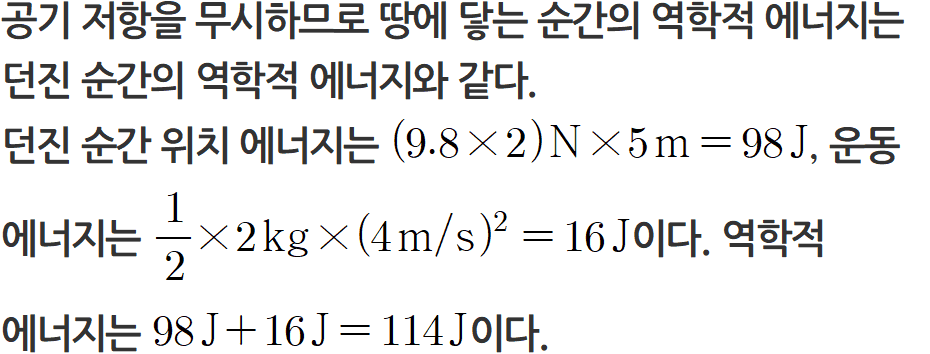 공기 저항을 무시하므로 땅에 닿는 순간의 역학적 에너지는
던진 순간의 역학적 에너지와 같다.
던진 순간 위치 에너지는 (9.8×2)N×5m=98J, 운동
에너지는 1/2×2kg×(4m/s)²=16J이다. 역학적
에너지는 98J+16J=114J이다.